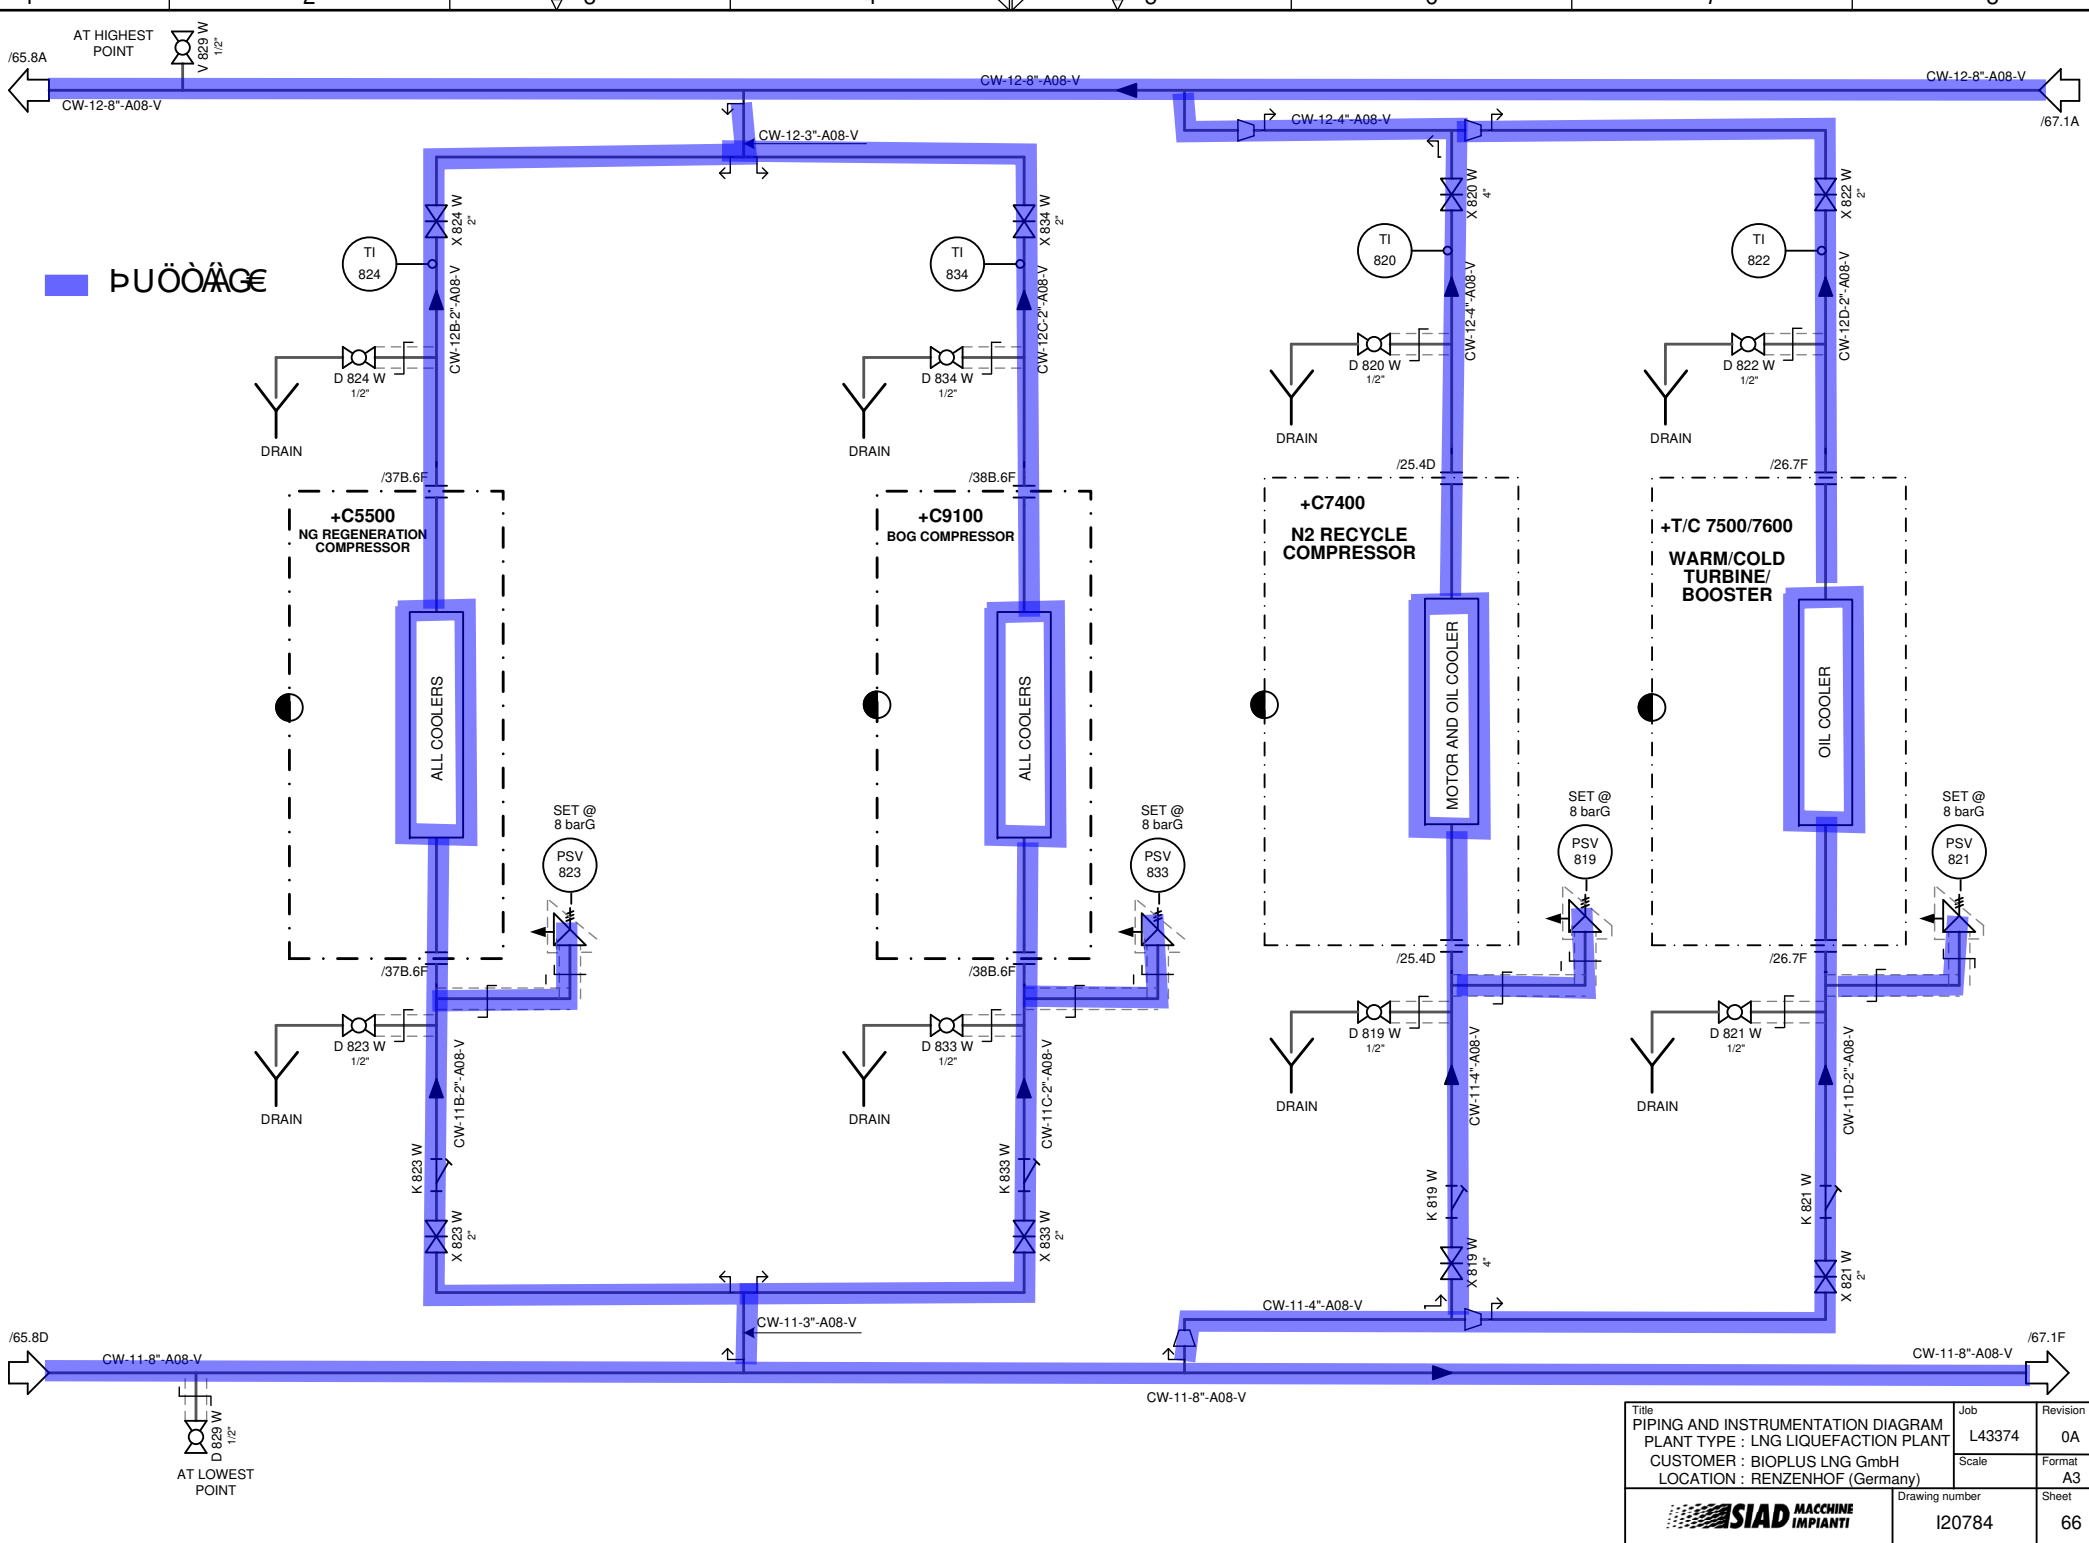 AT HIGHEST
POINT
V 829 W
1/2"
/65.8A
CW-12-8"-A08-V
CW-12-8"-A08-V
CW-12-8"-A08-V
/67.1A
CW-12-3"-A08-V
CW-12-4"-A08-V
X 824 W
2"
X 834 W
2"
X 820 W
4"
X 822 W
2"
TI
824
TI
834
TI
820
TI
822
ÞUÖÒÁÀG€
CW-12B-2"-A08-V
CW-12C-2"-A08-V
CW-12-4"-A08-V
CW-12D-2"-A08-V
D 824 W
1/2"
D 834 W
1/2"
D 820 W
1/2"
D 822 W
1/2"
DRAIN
DRAIN
DRAIN
DRAIN
/37B.6F
/38B.6F
/25.4D
/26.7F
+C5500
NG REGENERATION
COMPRESSOR
+C9100
BOG COMPRESSOR
+C7400
N2 RECYCLE
COMPRESSOR
+T/C 7500/7600
WARM/COLD
TURBINE/
BOOSTER
ALL COOLERS
ALL COOLERS
MOTOR AND OIL COOLER
OIL COOLER
SET @
8 barG
PSV
823
SET @
8 barG
PSV
833
SET @
8 barG
PSV
819
SET @
8 barG
PSV
821
/37B.6F
/38B.6F
/25.4D
/26.7F
D 823 W
1/2"
D 833 W
1/2"
D 819 W
1/2"
D 821 W
1/2"
DRAIN
DRAIN
DRAIN
DRAIN
CW-11B-2"-A08-V
CW-11C-2"-A08-V
CW-11-4"-A08-V
CW-11D-2"-A08-V
K 823 W
K 833 W
K 819 W
K 821 W
X 823 W
2"
X 833 W
2"
X 819 W
4"
X 821 W
2"
CW-11-3"-A08-V
CW-11-4"-A08-V
/65.8D
CW-11-8"-A08-V
CW-11-8"-A08-V
CW-11-8"-A08-V
/67.1F
D 829 W
1/2"
AT LOWEST
POINT
Title
PIPING AND INSTRUMENTATION DIAGRAM
PLANT TYPE : LNG LIQUEFACTION PLANT
CUSTOMER : BIOPLUS LNG GmbH
LOCATION : RENZENHOF (Germany)
Job
L43374
Revision
0A
Scale
Format
A3
SIAD MACCHINE
IMPIANTI
Drawing number
I20784
Sheet
66